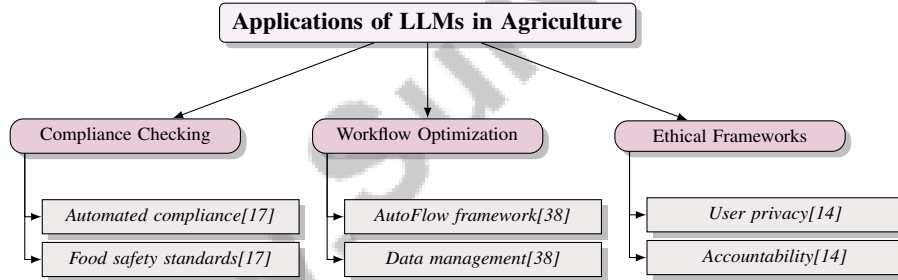 Applications of LLMs in Agriculture
Compliance Checking
Workflow Optimization
Ethical Frameworks
Automated compliance[17]
Food safety standards[17]
AutoFlow framework[38]
Data management[38]
User privacy[14]
Accountability[14]